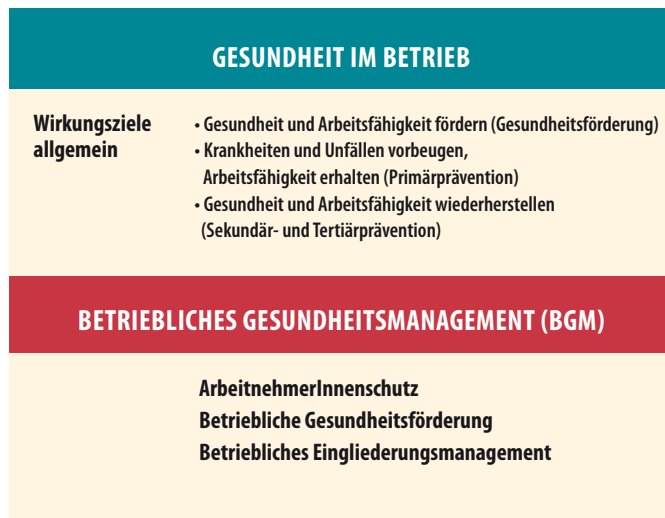 GESUNDHEIT IM BETRIEB
Wirkungsziele
allgemein
• Gesundheit und Arbeitsfähigkeit fördern (Gesundheitsförderung)
• Krankheiten und Unfällen vorbeugen,
Arbeitsfähigkeit erhalten (Primärprävention)
• Gesundheit und Arbeitsfähigkeit wiederherstellen
(Sekundär- und Tertiärprävention)
BETRIEBLICHES GESUNDHEITSMANAGEMENT (BGM)
ArbeitnehmerInnenschutz
Betriebliche Gesundheitsförderung
Betriebliches Eingliederungsmanagement